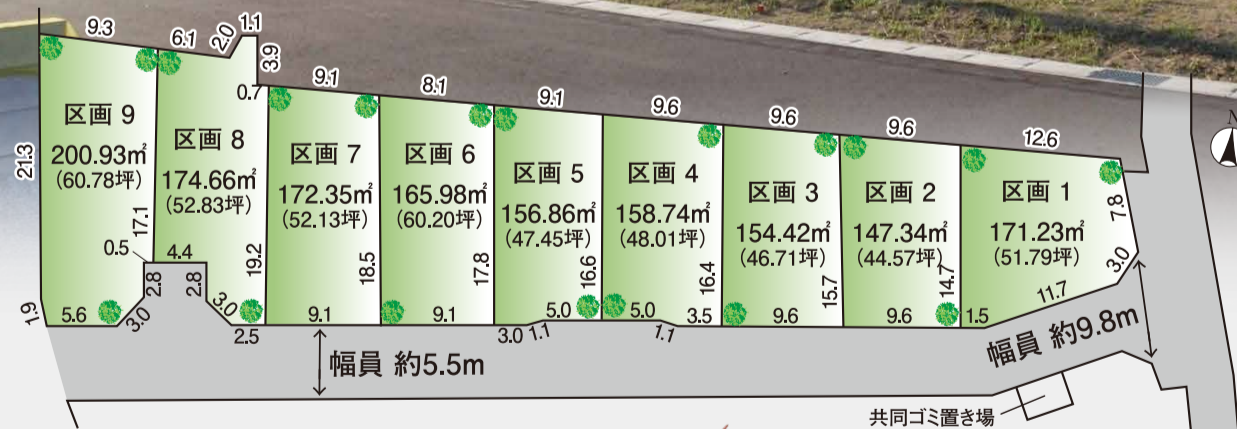 9.3
6.1
2.0
1.1
3.9
0.7
9.1
8.1
9.1
9.6
9.6
9.6
12.6
N
区画 9
200.93㎡
(60.78坪)
21.3
17.1
0.5
1.9
5.6
3.0
区画 8
174.66㎡
(52.83坪)
4.4
2.8
2.8
3.0
19.2
2.5
区画 7
172.35㎡
(52.13坪)
18.5
9.1
区画 6
165.98㎡
(60.20坪)
17.8
9.1
区画 5
156.86㎡
(47.45坪)
16.6
3.0
1.1
5.0
区画 4
158.74㎡
(48.01坪)
16.4
5.0
1.1
3.5
区画 3
154.42㎡
(46.71坪)
15.7
9.6
区画 2
147.34㎡
(44.57坪)
14.7
9.6
区画 1
171.23㎡
(51.79坪)
7.8
3.0
11.7
1.5
幅員 約5.5m
幅員 約9.8m
共同ゴミ置き場